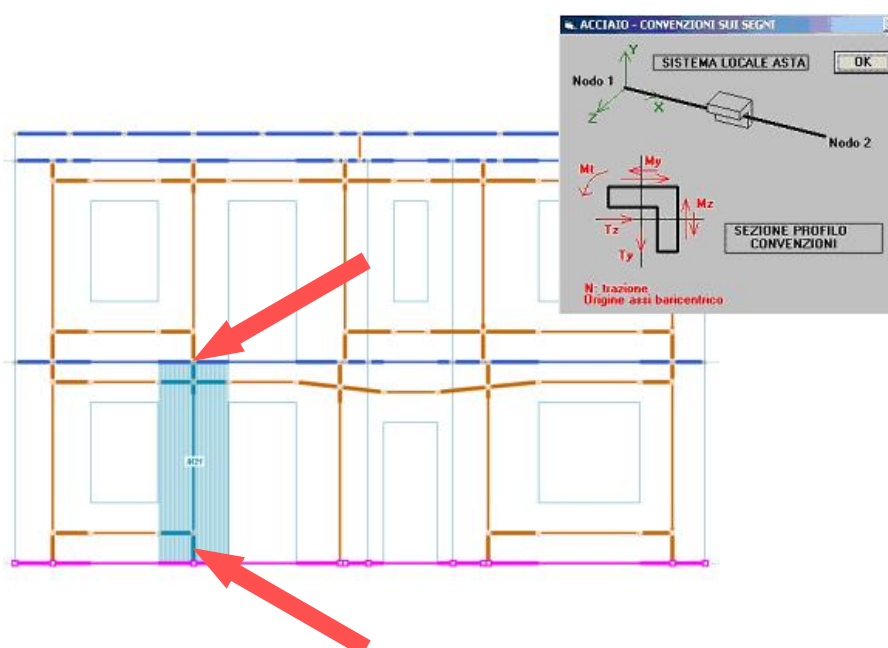 ACCIAIO - CONVENZIONI SUI SEGNI
SISTEMA LOCALE ASTA
OK
Y
Nodo 1
X
Z
Nodo 2
Mt
My
Mz
Tz
Ty
SEZIONE PROFILO
CONVENZIONI
N: trazione
Origine assi baricentrico